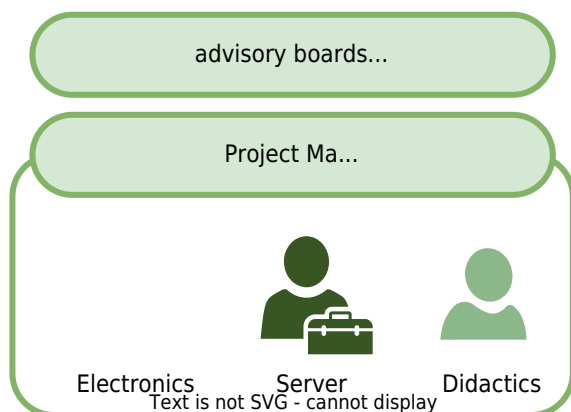 advisory boards...
Project Ma...
Electronics Server Didactics
Text is not SVG - cannot display